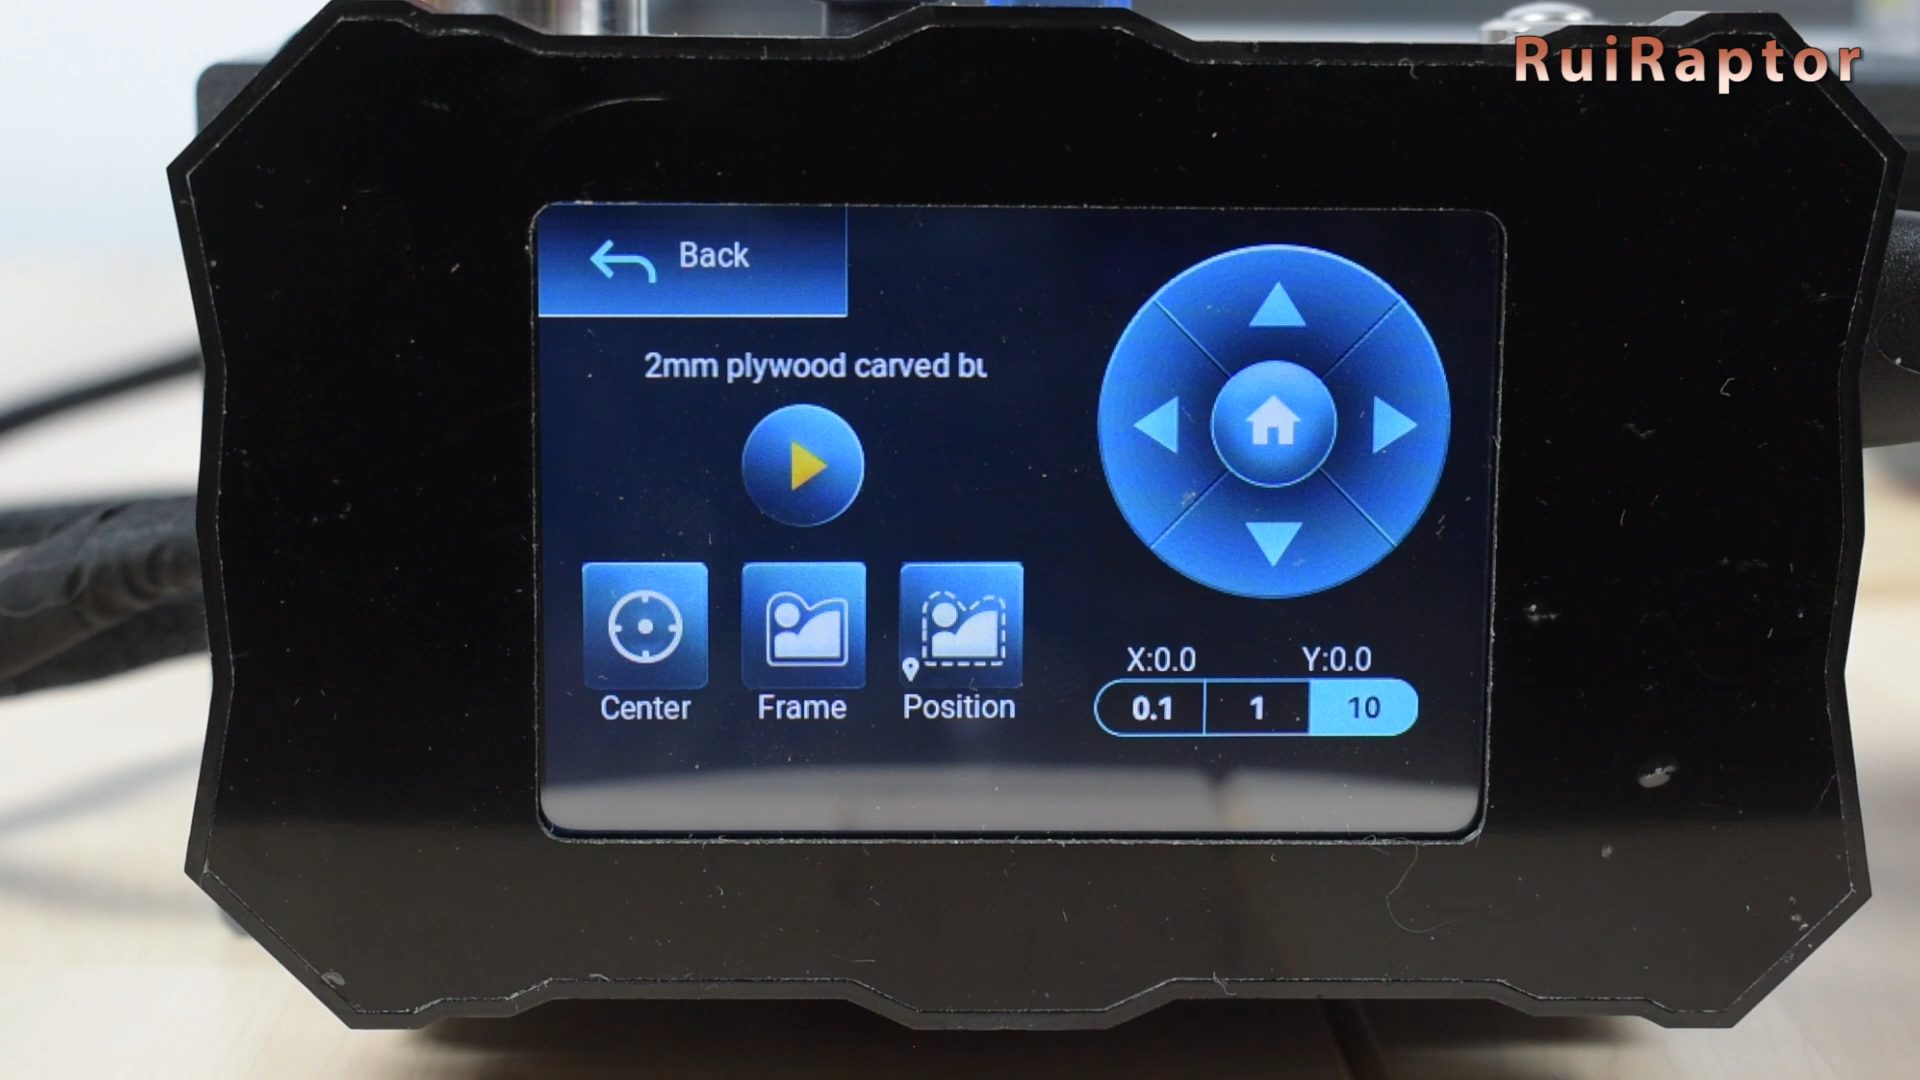 RuiRaptor
Back
2mm plywood carved bu
Center
Frame
Position
X:0.0
Y:0.0
0.1
1
10